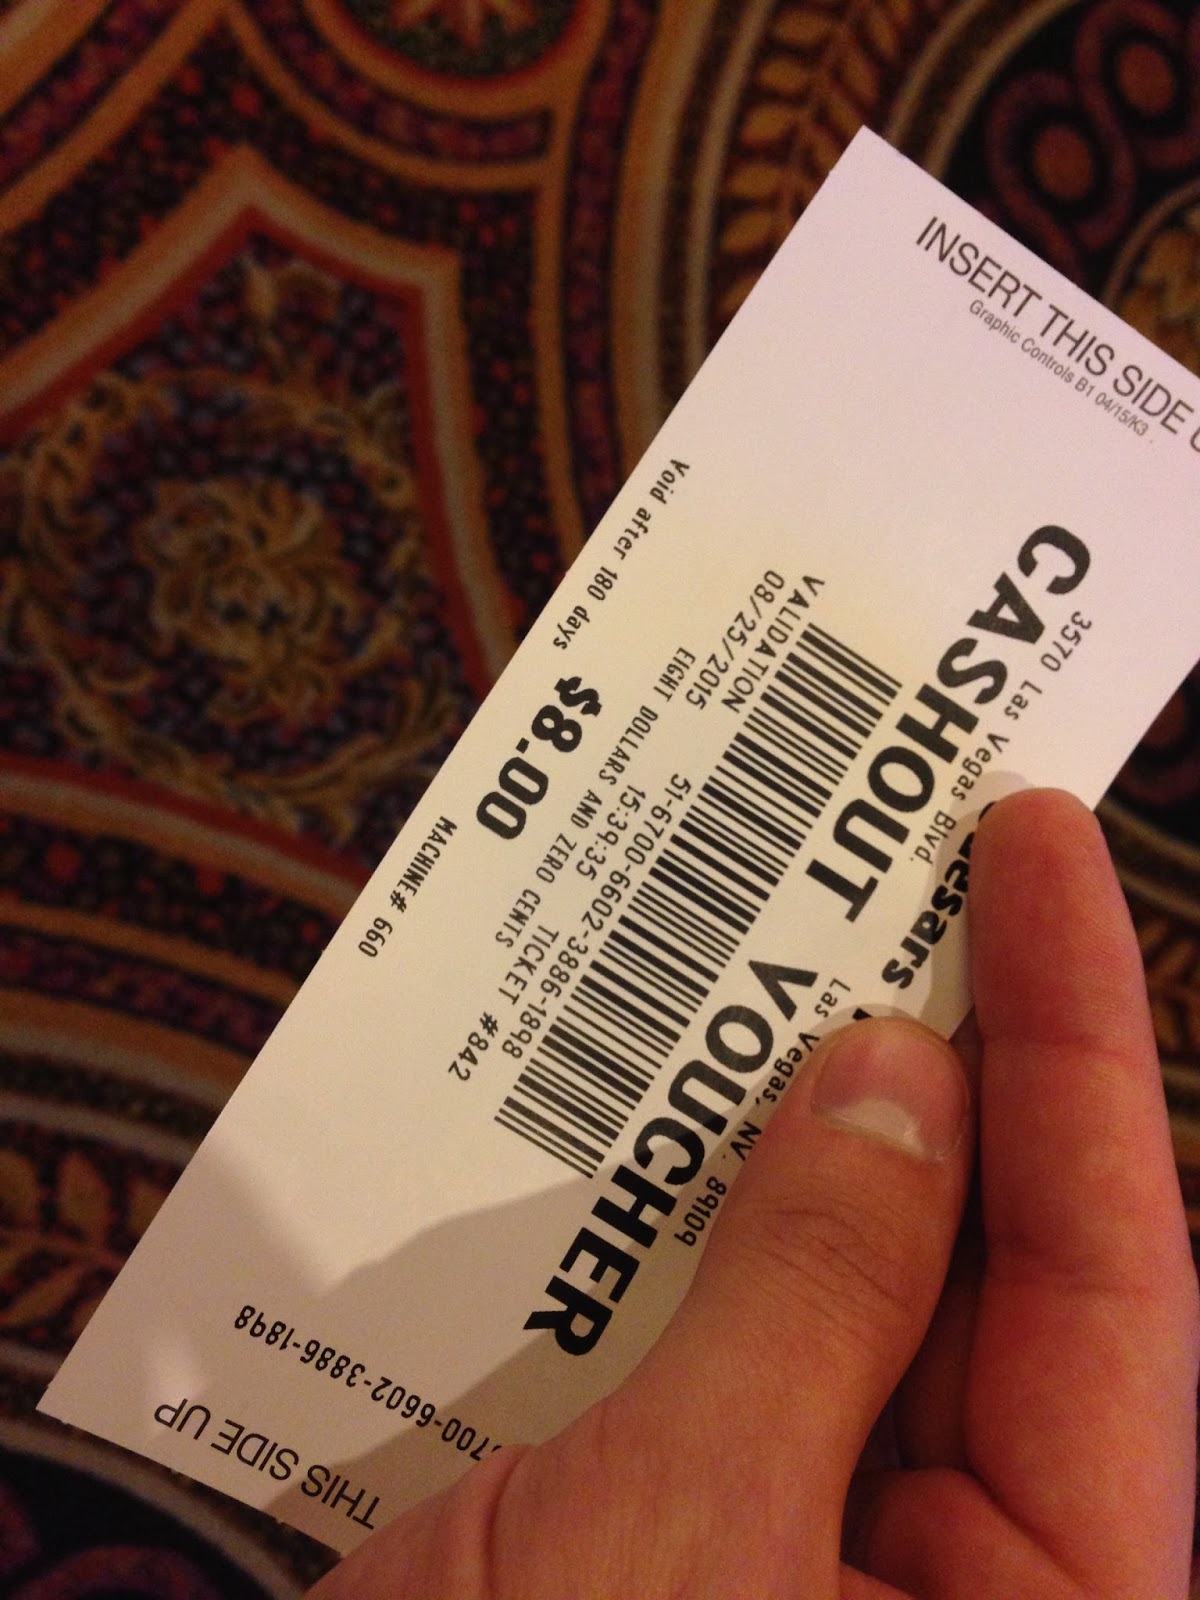 INSERT THIS SIDE
Graphic Controls B1 04/15/K3
3570 Las Vegas Blvd. Las Vegas, NV. 89109
CASHOUT VOUCHER
VALIDATION 51-6700-6602-3886-1898
08/25/2015 15:39:35 TICKET #842
EIGHT DOLLARS AND ZERO CENTS
$8.00
Void after 180 days MACHINE# 660
700-6602-3886-1898
THIS SIDE UP